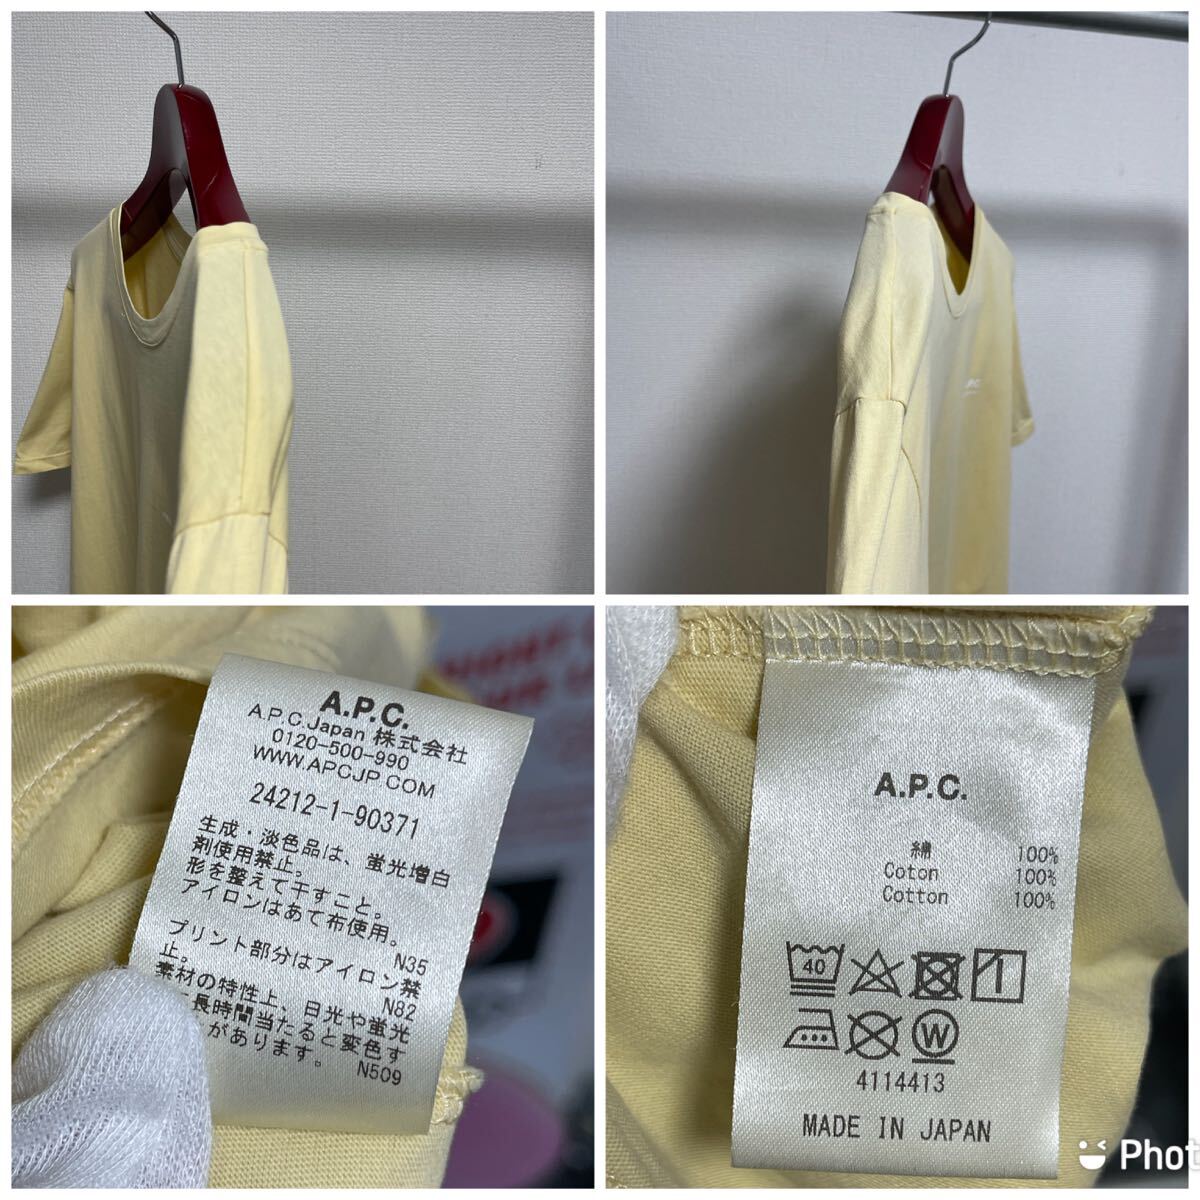 A.P.C.
A.P.C.Japan 株式会社
0120-500-990
WWW.APCJP.COM
24212-1-90371
生成・淡色品は、蛍光増白
剤使用禁止。
形を整えて干すこと。
アイロンはあて布使用。
N35
プリント部分はアイロン禁
止。
N82
素材の特性上、日光や蛍光
に長時間当たると変色す
があります。
N509
A.P.C.
綿 100%
Coton 100%
Cotton 100%
40
W
4114413
MADE IN JAPAN